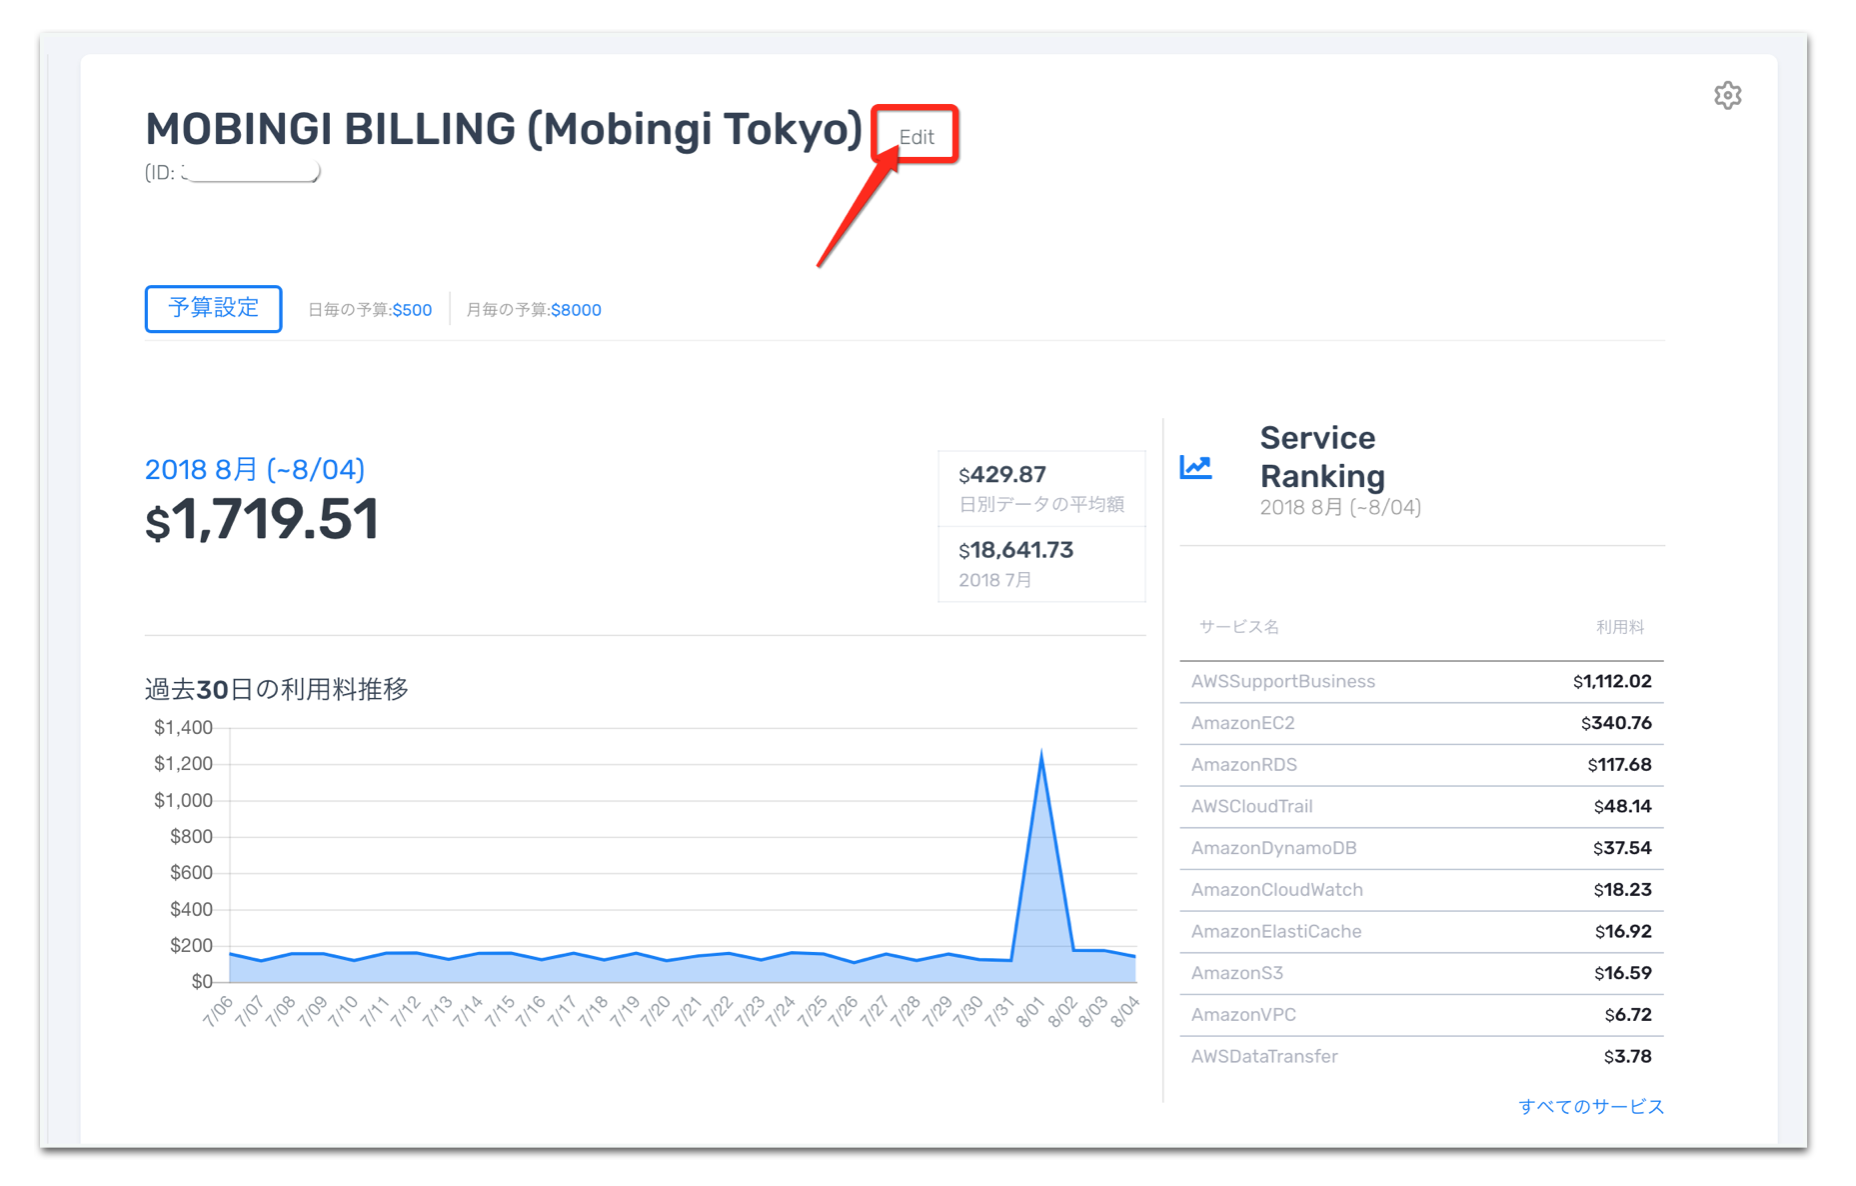 MOBINGI BILLING (Mobingi Tokyo) Edit
(ID:
予算設定 日毎の予算:$500 月毎の予算:$8000
2018 8月 (~8/04)
$1,719.51
$429.87
日別データの平均額
$18,641.73
2018 7月
過去30日の利用料推移
$1,400
$1,200
$1,000
$800
$600
$400
$200
$0
7/06 7/07 7/08 7/09 7/10 7/11 7/12 7/13 7/14 7/15 7/16 7/17 7/18 7/19 7/20 7/21 7/22 7/23 7/24 7/25 7/26 7/27 7/28 7/29 7/30 7/31 8/01 8/02 8/03 8/04
Service
Ranking
2018 8月 (~8/04)
サービス名 利用料
AWSSupportBusiness $1,112.02
AmazonEC2 $340.76
AmazonRDS $117.68
AWSCloudTrail $48.14
AmazonDynamoDB $37.54
AmazonCloudWatch $18.23
AmazonElastiCache $16.92
AmazonS3 $16.59
AmazonVPC $6.72
AWSDataTransfer $3.78
すべてのサービス